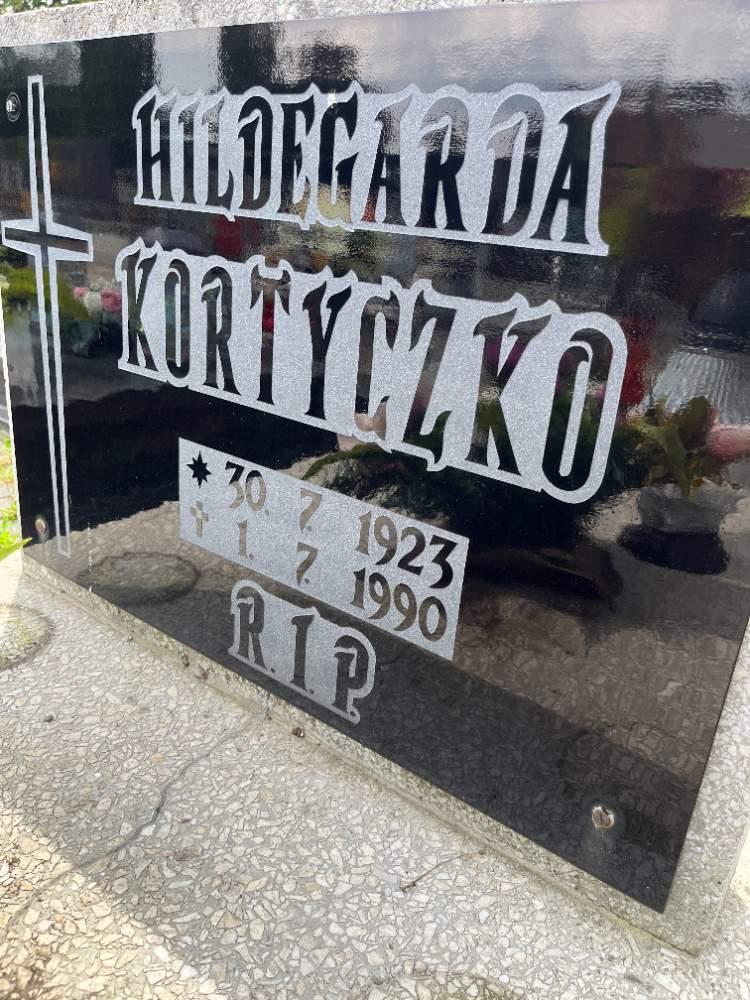 HILDEGARDA
KORTYCZKO
* 30. 7. 1923
✝ 1. 7. 1990
R.I.P.